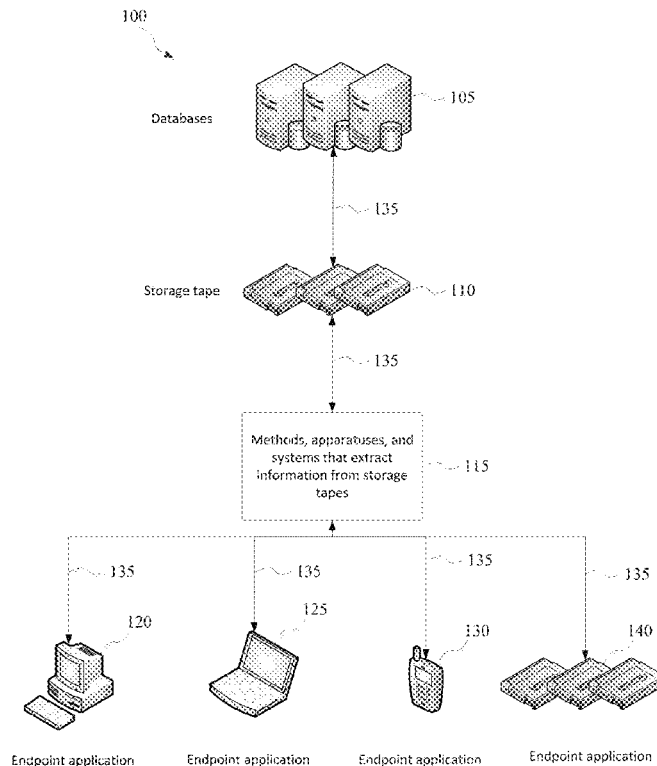 100
105
Databases
135
Storage tape
110
135
Methods, apparatuses, and
systems that extract
information from storage
tapes
115
135
135
135
135
120
125
130
140
Endpoint application
Endpoint application
Endpoint application
Endpoint application